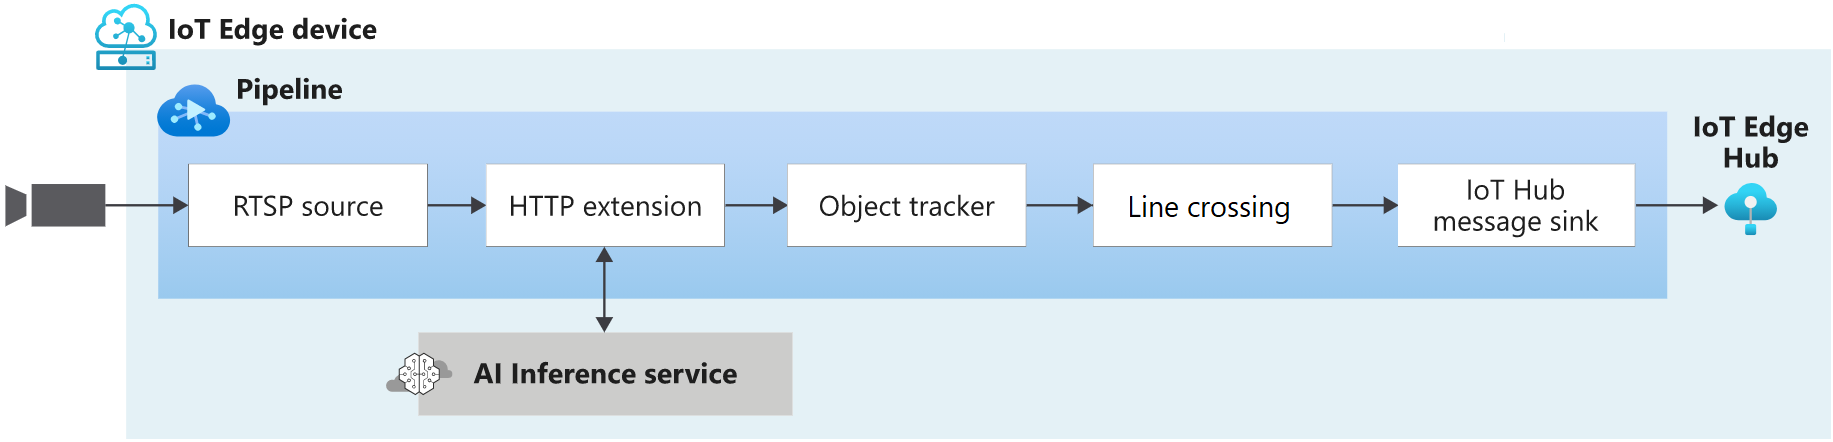 IoT Edge device
Pipeline
IoT Edge
Hub
RTSP source
HTTP extension
Object tracker
Line crossing
IoT Hub
message sink
AI Inference service